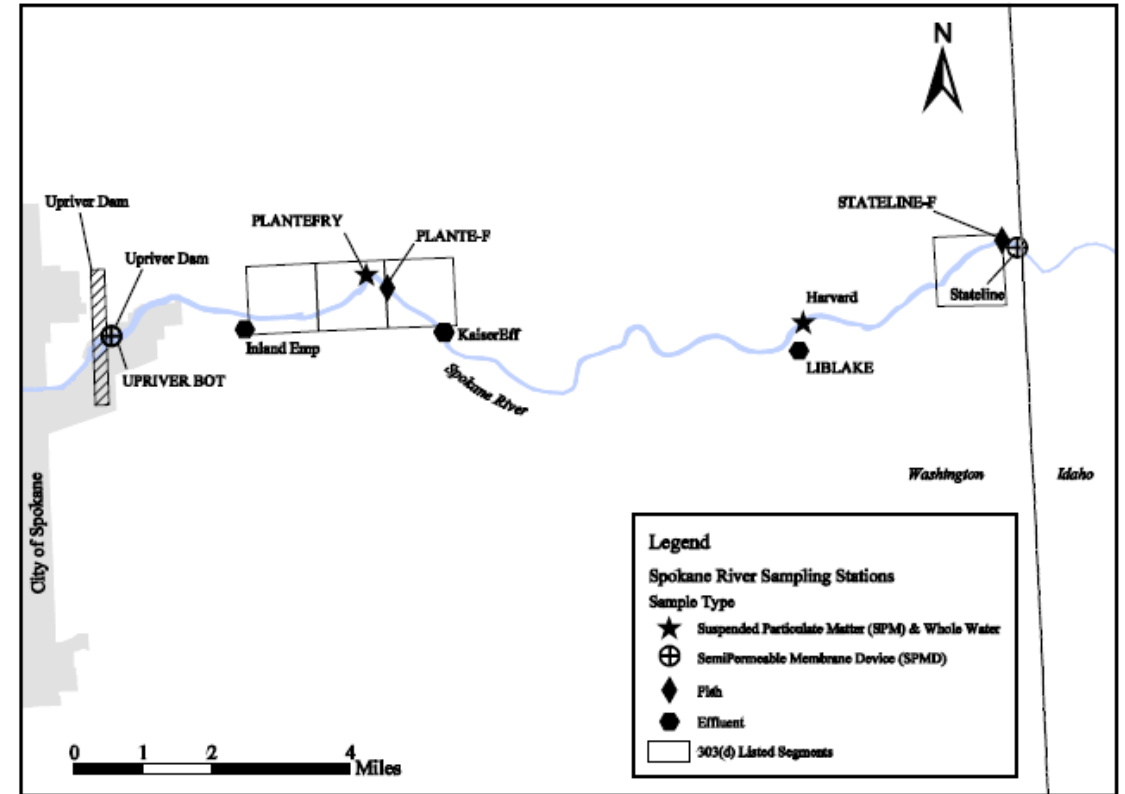 N
Upriver Dam
STATELINE-F
PLANTEFRY
PLANTE-F
Upriver Dam
Stateline
Harvard
Inland Emp
KaiserEff
LIBLAKE
UPRIVER BOT
Spokane River
Washington
Idaho
City of Spokane
Legend
Spokane River Sampling Stations
Sample Type
Suspended Particulate Matter (SPM) & Whole Water
SemiPermeable Membrane Device (SPMD)
Fish
Effluent
303(d) Listed Segments
0 1 2 4
Miles